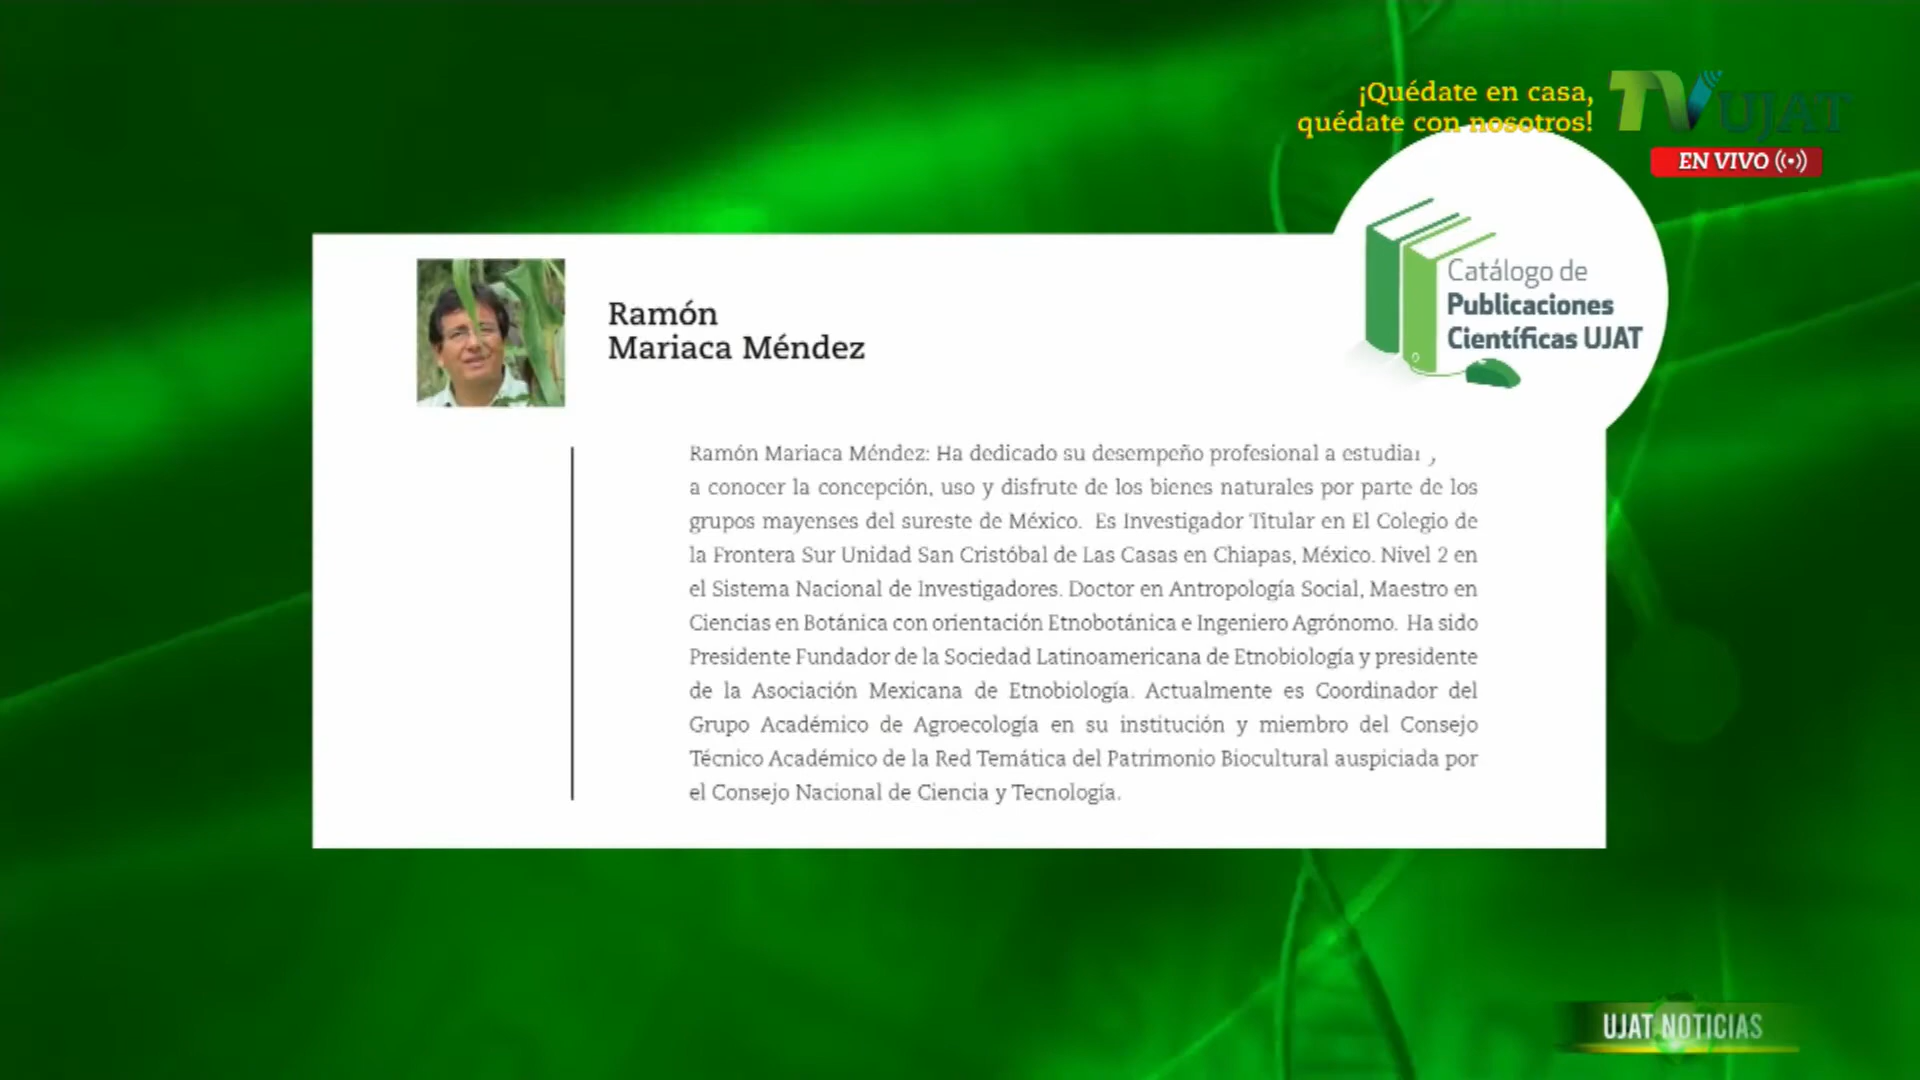 ¡Quédate en casa,
quédate con nosotros!
TV UJAT
EN VIVO
Catálogo de
Publicaciones
Científicas UJAT
Ramón
Mariaca Méndez
Ramón Mariaca Méndez: Ha dedicado su desempeño profesional a estudiar
a conocer la concepción, uso y disfrute de los bienes naturales por parte de los
grupos mayenses del sureste de México. Es Investigador Titular en El Colegio de
la Frontera Sur Unidad San Cristóbal de Las Casas en Chiapas, México. Nivel 2 en
el Sistema Nacional de Investigadores. Doctor en Antropología Social, Maestro en
Ciencias en Botánica con orientación Etnobotánica e Ingeniero Agrónomo. Ha sido
Presidente Fundador de la Sociedad Latinoamericana de Etnobiología y presidente
de la Asociación Mexicana de Etnobiología. Actualmente es Coordinador del
Grupo Académico de Agroecología en su institución y miembro del Consejo
Técnico Académico de la Red Temática del Patrimonio Biocultural auspiciada por
el Consejo Nacional de Ciencia y Tecnología.
UJAT NOTICIAS